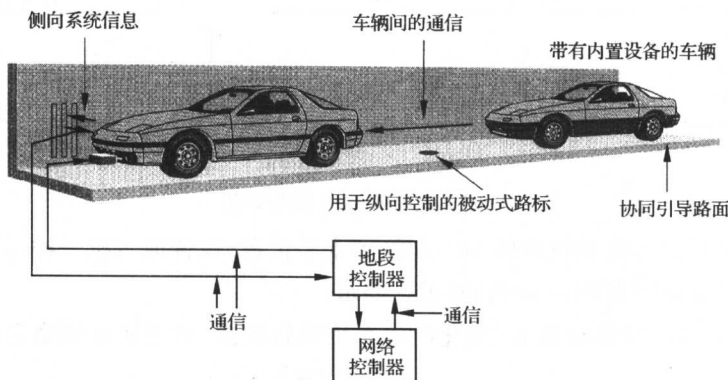 侧向系统信息
车辆间的通信
带有内置设备的车辆
用于纵向控制的被动式路标
协同引导路面
地段
控制器
通信
通信
网络
控制器